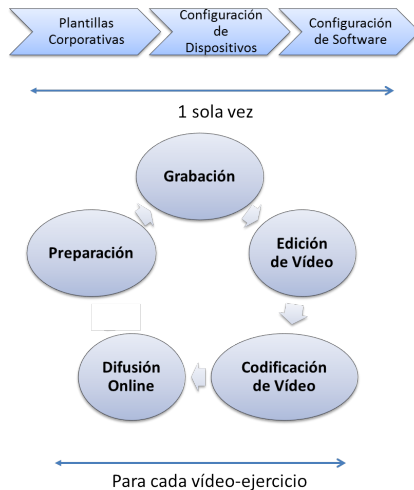 Plantillas
Corporativas
Configuración
de
Dispositivos
Configuración
de Software
1 sola vez
Grabación
Preparación
Edición
de Vídeo
Difusión
Online
Codificación
de Vídeo
Para cada vídeo-ejercicio